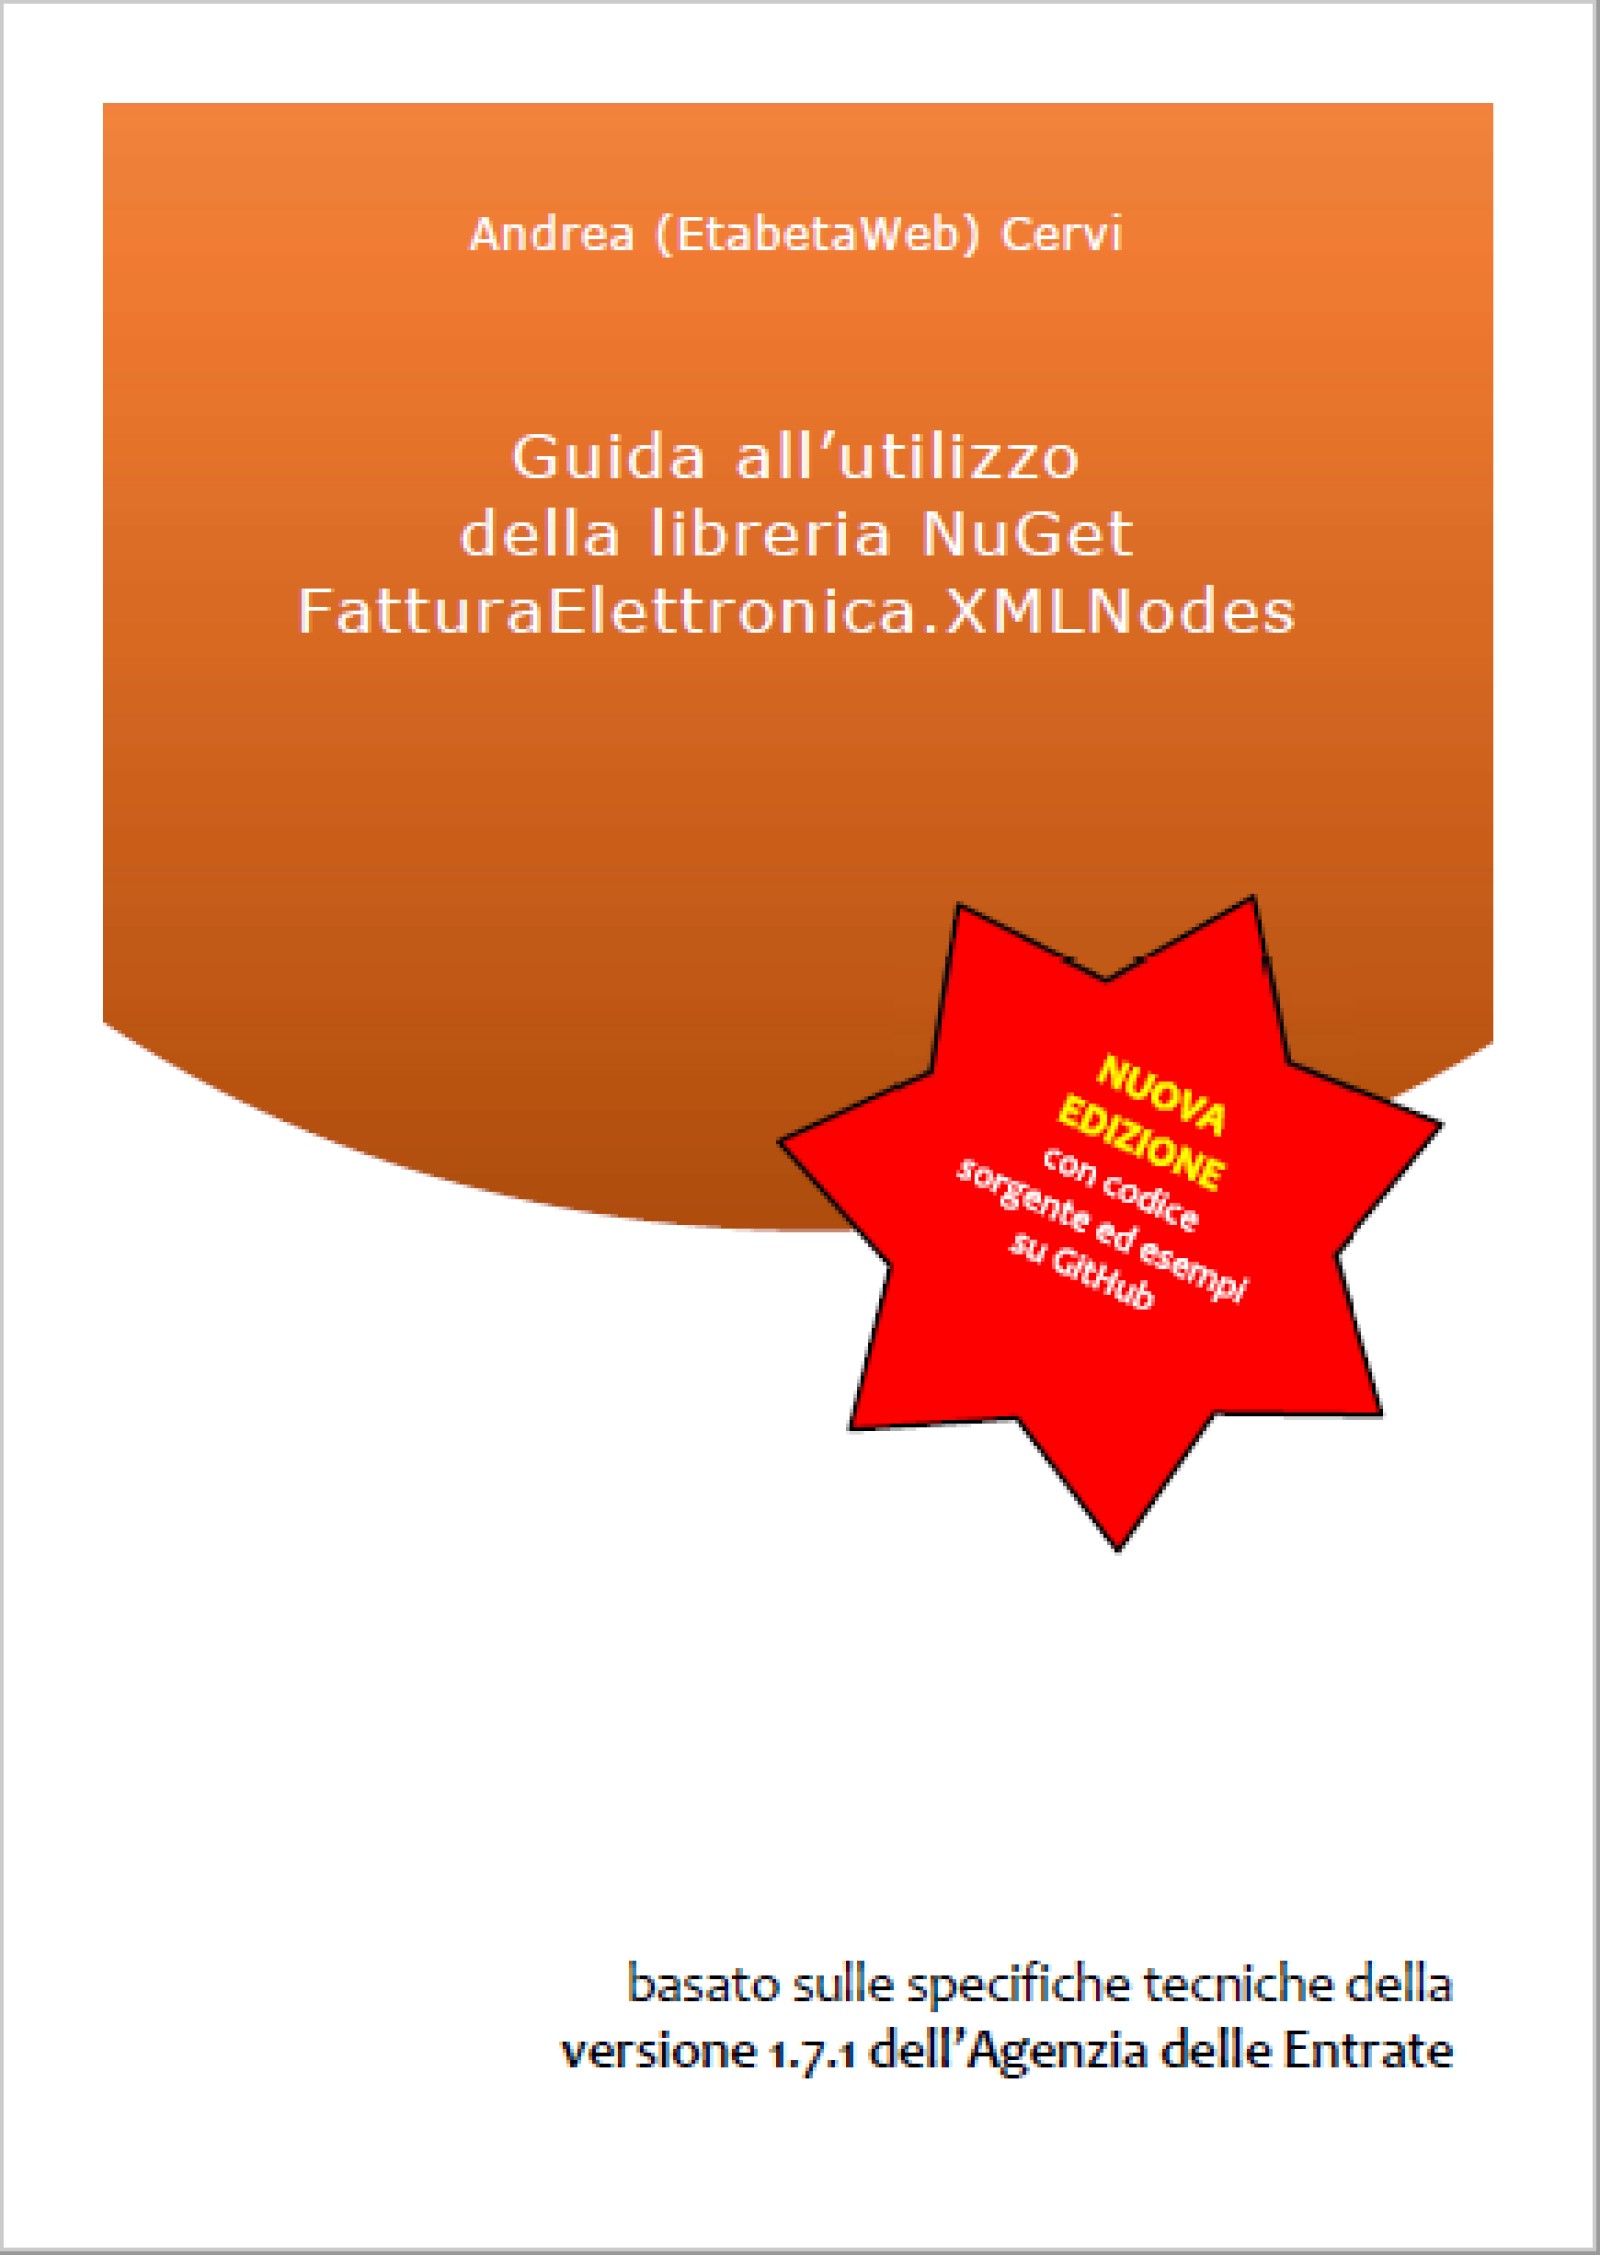 Andrea (EtabetaWeb) Cervi
Guida all’utilizzo
della libreria NuGet
FatturaElettronica.XMLNodes
NUOVA
EDIZIONE
con codice
sorgente ed esempi
su GitHub
basato sulle specifiche tecniche della
versione 1.7.1 dell’Agenzia delle Entrate